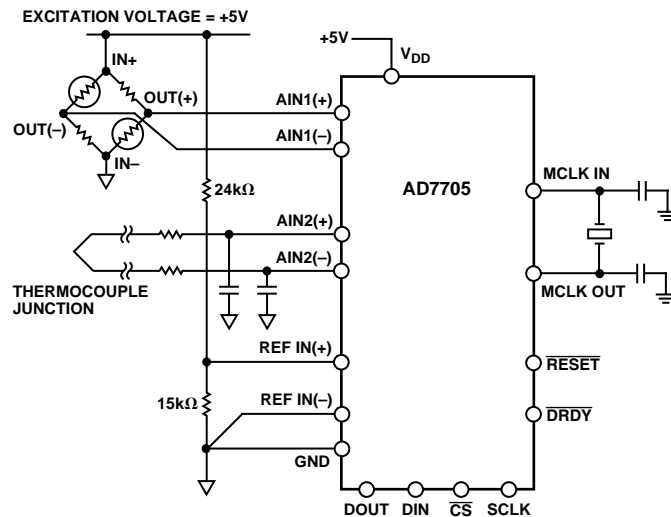 EXCITATION VOLTAGE = +5V
+5V
VDD
IN+
OUT(+)
OUT(–)
IN–
AIN1(+)
AIN1(–)
MCLK IN
AD7705
24kΩ
AIN2(+)
AIN2(–)
THERMOCOUPLE
JUNCTION
MCLK OUT
REF IN(+)
RESET
15kΩ
REF IN(–)
DRDY
GND
DOUT DIN CS SCLK